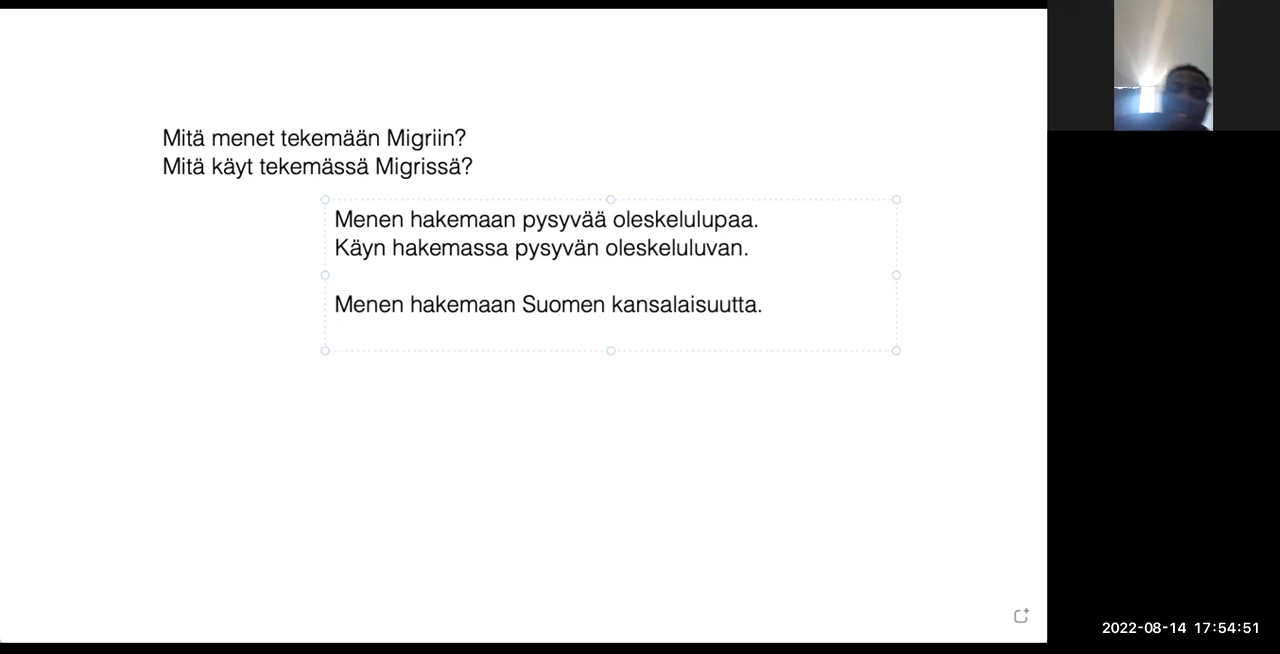 Mitä menet tekemään Migriin?
Mitä käyt tekemässä Migrissä?
Menen hakemaan pysyvää oleskelulupaa.
Käyn hakemassa pysyvän oleskeluluvan.
Menen hakemaan Suomen kansalaisuutta.
2022-08-14 17:54:51